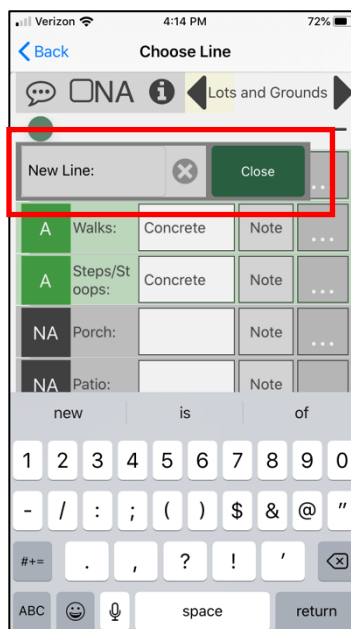 Verizon 4:14 PM 72%
Back Choose Line
NA Lots and Grounds
New Line: Close
...
A Walks: Concrete Note ...
A Steps/St
oops: Concrete Note ...
NA Porch: Note ...
NA Patio: Note
new is of
1 2 3 4 5 6 7 8 9 0
- / : ; ( ) $ & @ "
#+= . , ? ! '
ABC space return